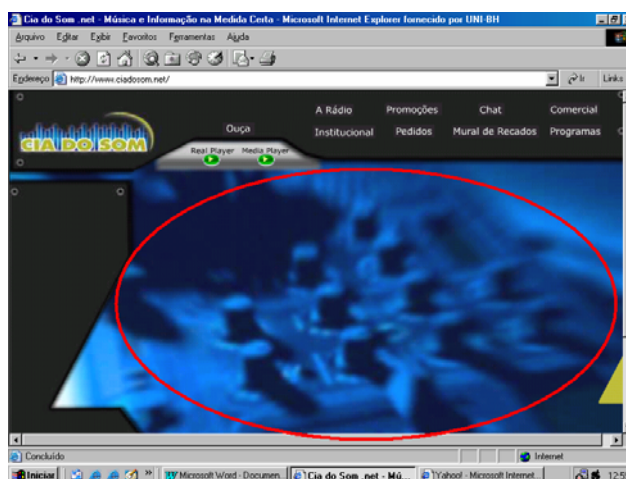 Cia do Som .net - Música e Informação na Medida Certa - Microsoft Internet Explorer fornecido por UNI-BH
Arquivo Editar Exibir Favoritos Ferramentas Ajuda
Endereço http://www.ciadosom.net/ Ir Links
A Rádio Promoções Chat Comercial
Ouça
Institucional Pedidos Mural de Recados Programas
CIA DO SOM
Real Player Media Player
Concluído Internet
Iniciar Microsoft Word - Documen... Cia do Som .net - Mú... Yahoo! - Microsoft Internet...